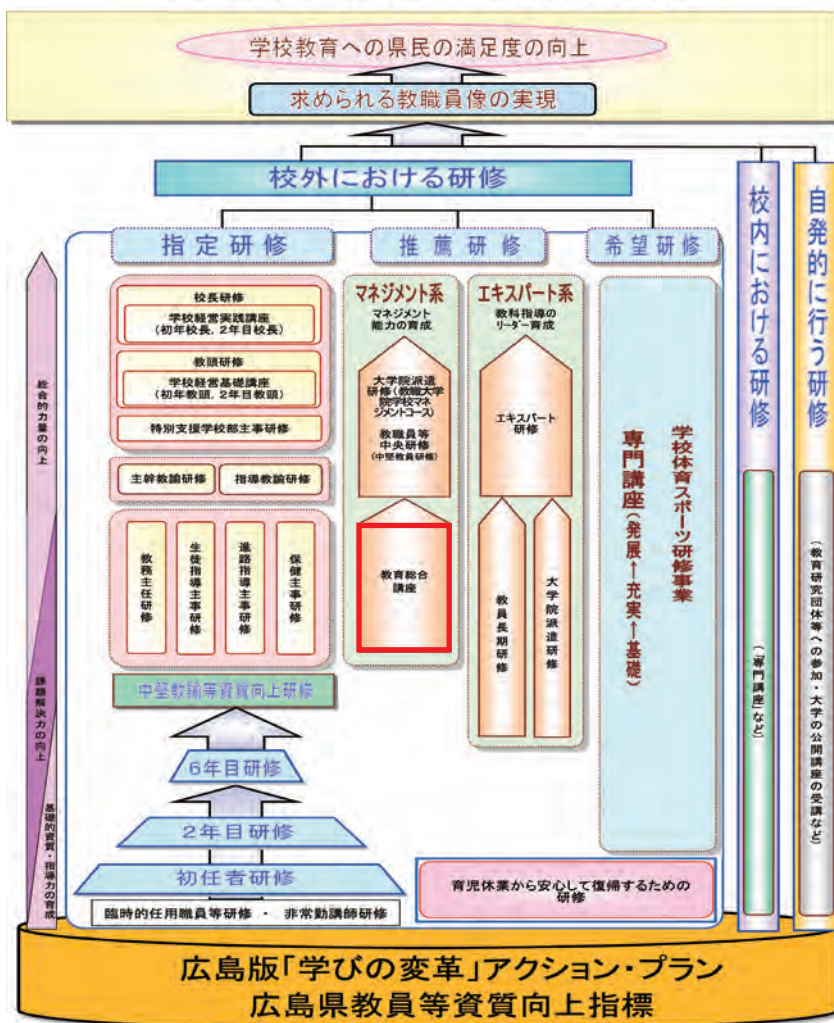 学校教育への県民の満足度の向上
求められる教職員像の実現
校外における研修
指定研修
推薦研修
希望研修
校内における研修
自発的に行う研修
総合的力量の向上
課題解決力の向上
基礎的資質・指導力の育成
校長研修
学校経営実践講座
(初年校長,2年目校長)
教頭研修
学校経営基礎講座
(初年教頭,2年目教頭)
特別支援学校部主事研修
主幹教諭研修
指導教諭研修
教務主任研修
生徒指導主事研修
進路指導主事研修
保健主事研修
中堅教諭等資質向上研修
6年目研修
2年目研修
初任者研修
臨時的任用職員等研修 ・ 非常勤講師研修
マネジメント系
マネジメント
能力の育成
大学院派遣
研修(教職大学
院学校マネ
ジメントコース)
教職員等
中央研修
(中堅教員研修)
教育総合
講座
エキスパート系
教科指導の
リーダー育成
エキスパート
研修
教員長期研修
大学院派遣研修
学校体育スポーツ研修事業
専門講座(発展←充実←基礎)
育児休業から安心して復帰するための
研修
(「専門講座」など)
(教育研究団体等への参加・大学の公開講座の受講など)
広島版「学びの変革」アクション・プラン
広島県教員等資質向上指標